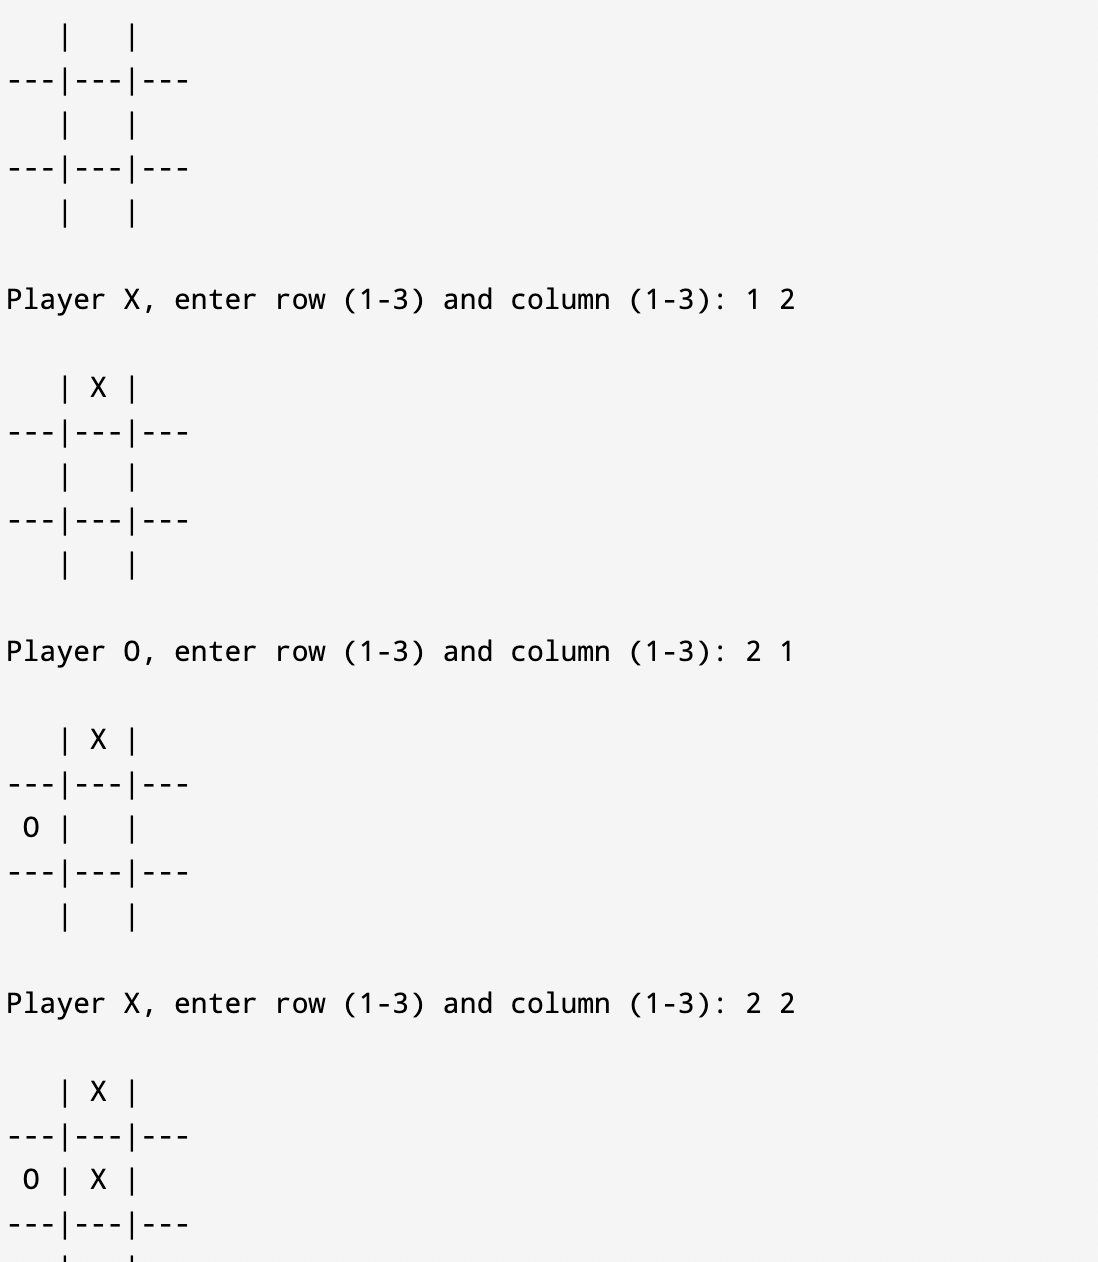 |   |
---|---|---
   |   |
---|---|---
   |   |
Player X, enter row (1-3) and column (1-3): 1 2
   | X |
---|---|---
   |   |
---|---|---
   |   |
Player O, enter row (1-3) and column (1-3): 2 1
   | X |
---|---|---
 O |   |
---|---|---
   |   |
Player X, enter row (1-3) and column (1-3): 2 2
   | X |
---|---|---
 O | X |
---|---|---
   |   |